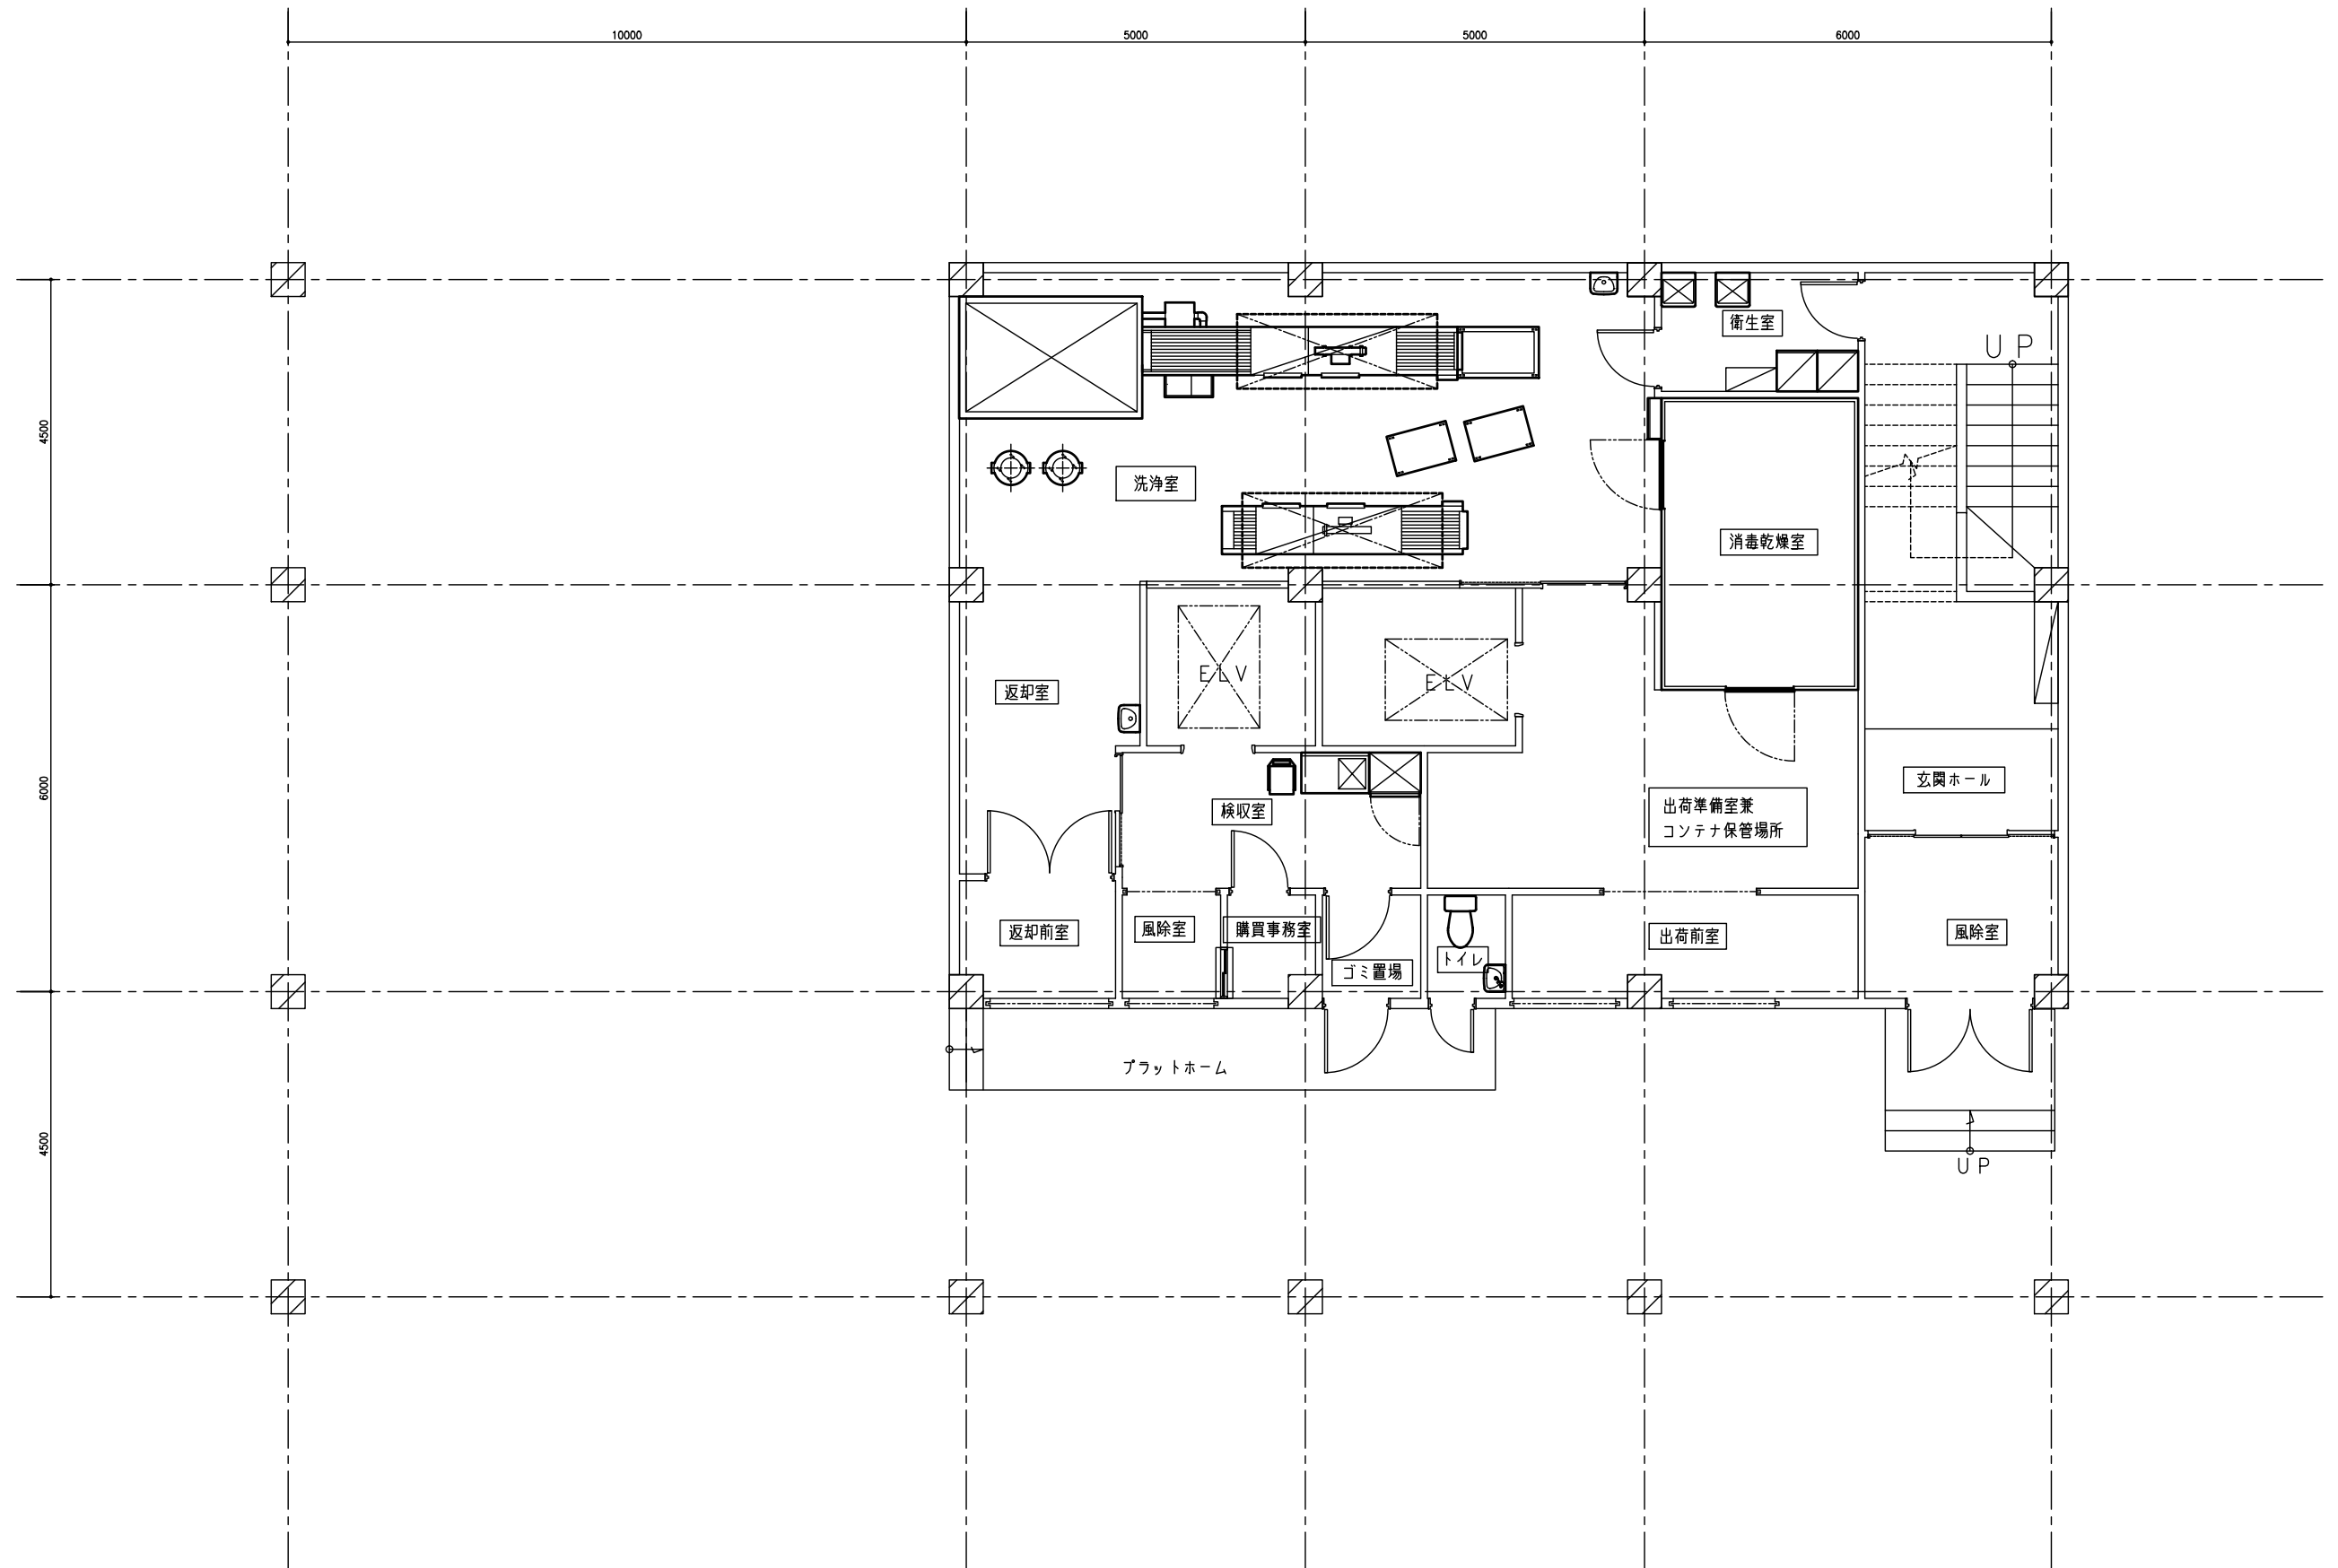 10000
5000
5000
6000
衛生室
UP
4500
洗浄室
消毒乾燥室
ELV
ELV
返却室
6000
玄関ホール
検収室
出荷準備室兼
コンテナ保管場所
返却前室
風除室
購買事務室
出荷前室
風除室
トイレ
ゴミ置場
プラットホーム
4500
UP